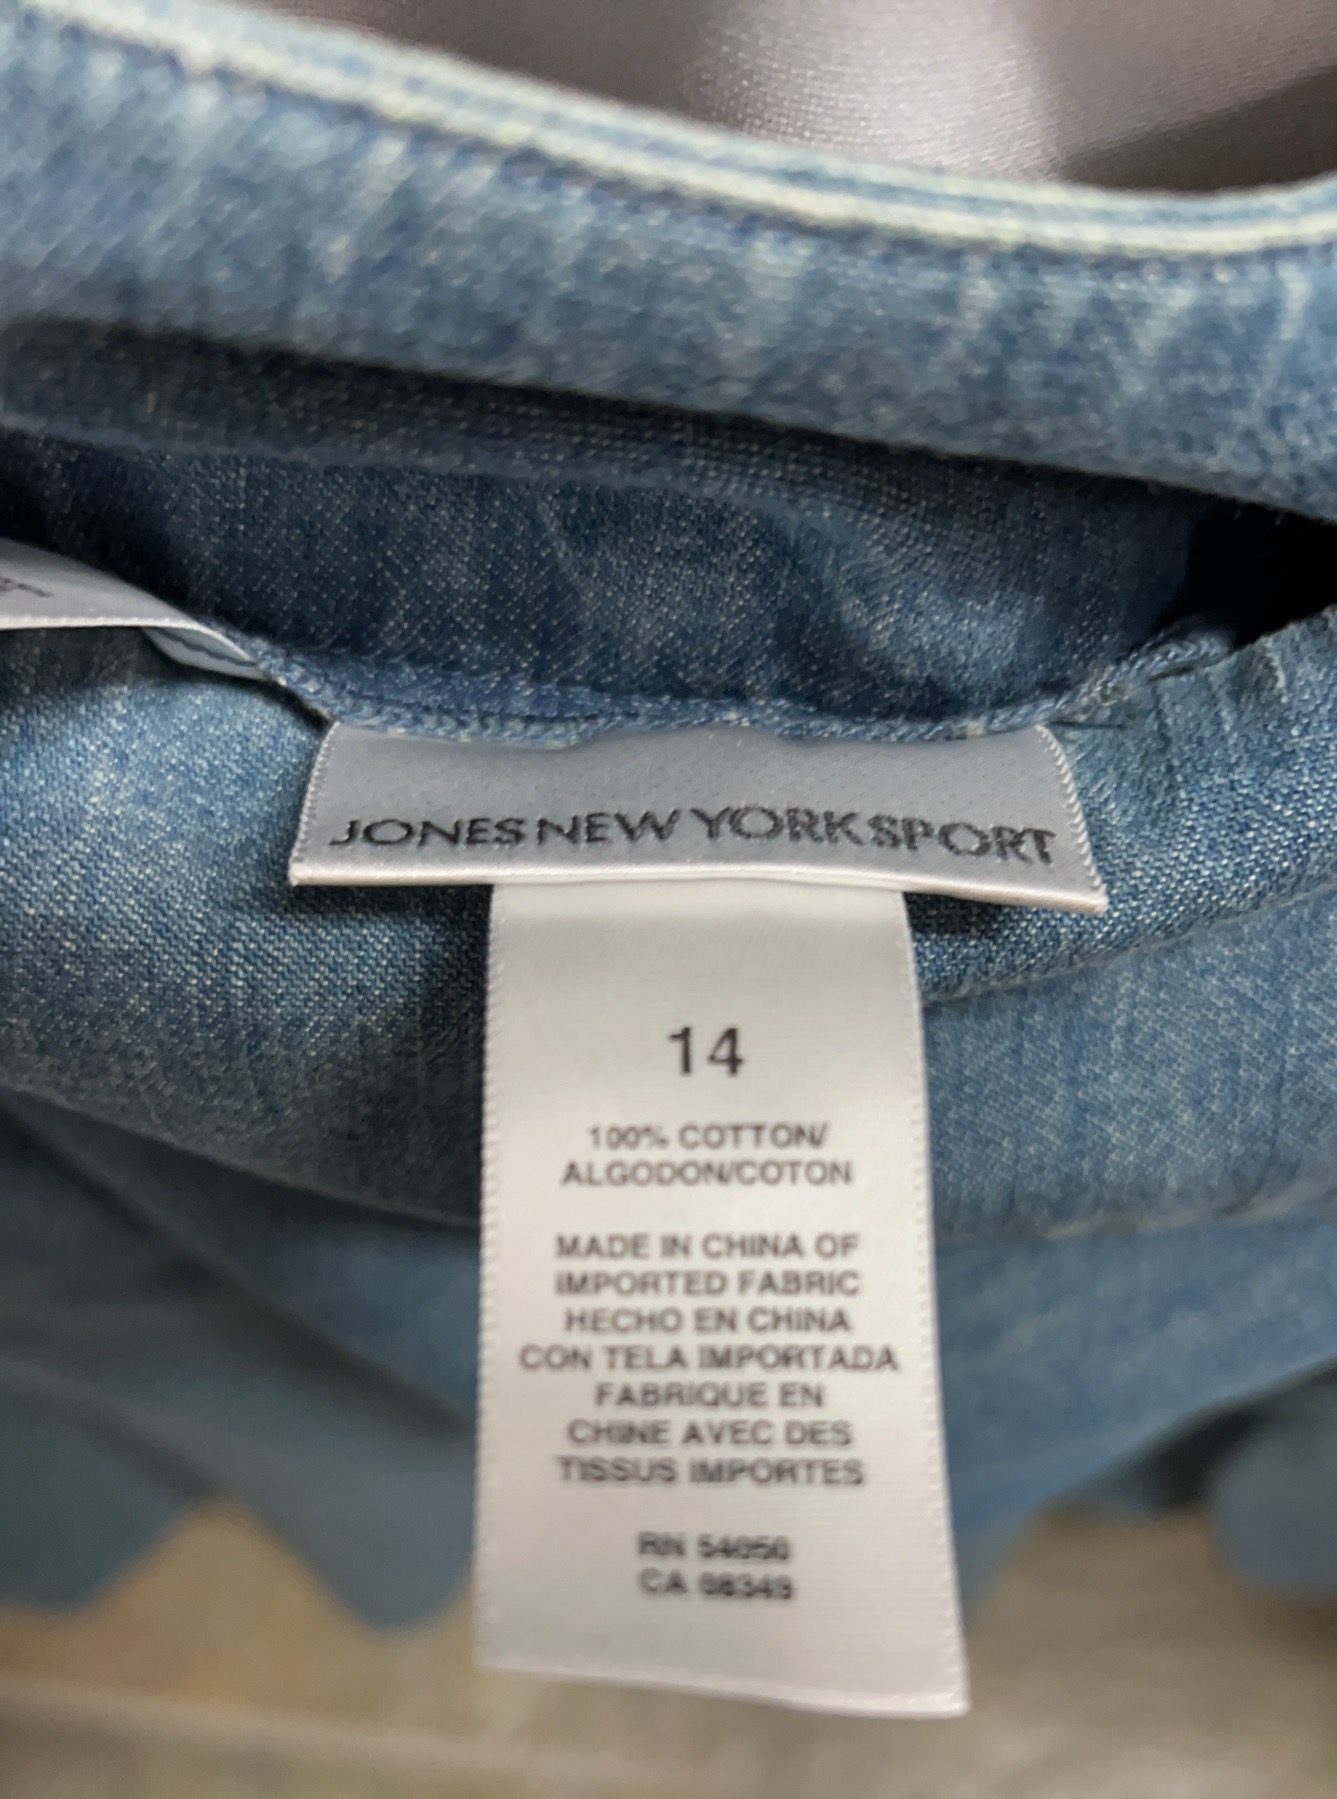 JONES NEW YORK SPORT
14
100% COTTON/
ALGODON/COTON
MADE IN CHINA OF
IMPORTED FABRIC
HECHO EN CHINA
CON TELA IMPORTADA
FABRIQUE EN
CHINE AVEC DES
TISSUS IMPORTES
RN 54050
CA 08349